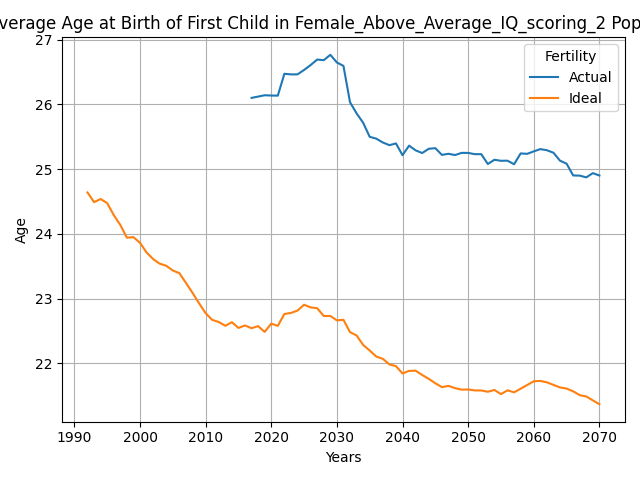 verage Age at Birth of First Child in Female_Above_Average_IQ_scoring_2 Pop
27
26
25
24
23
22
Age
1990 2000 2010 2020 2030 2040 2050 2060 2070
Years
Fertility
Actual
Ideal